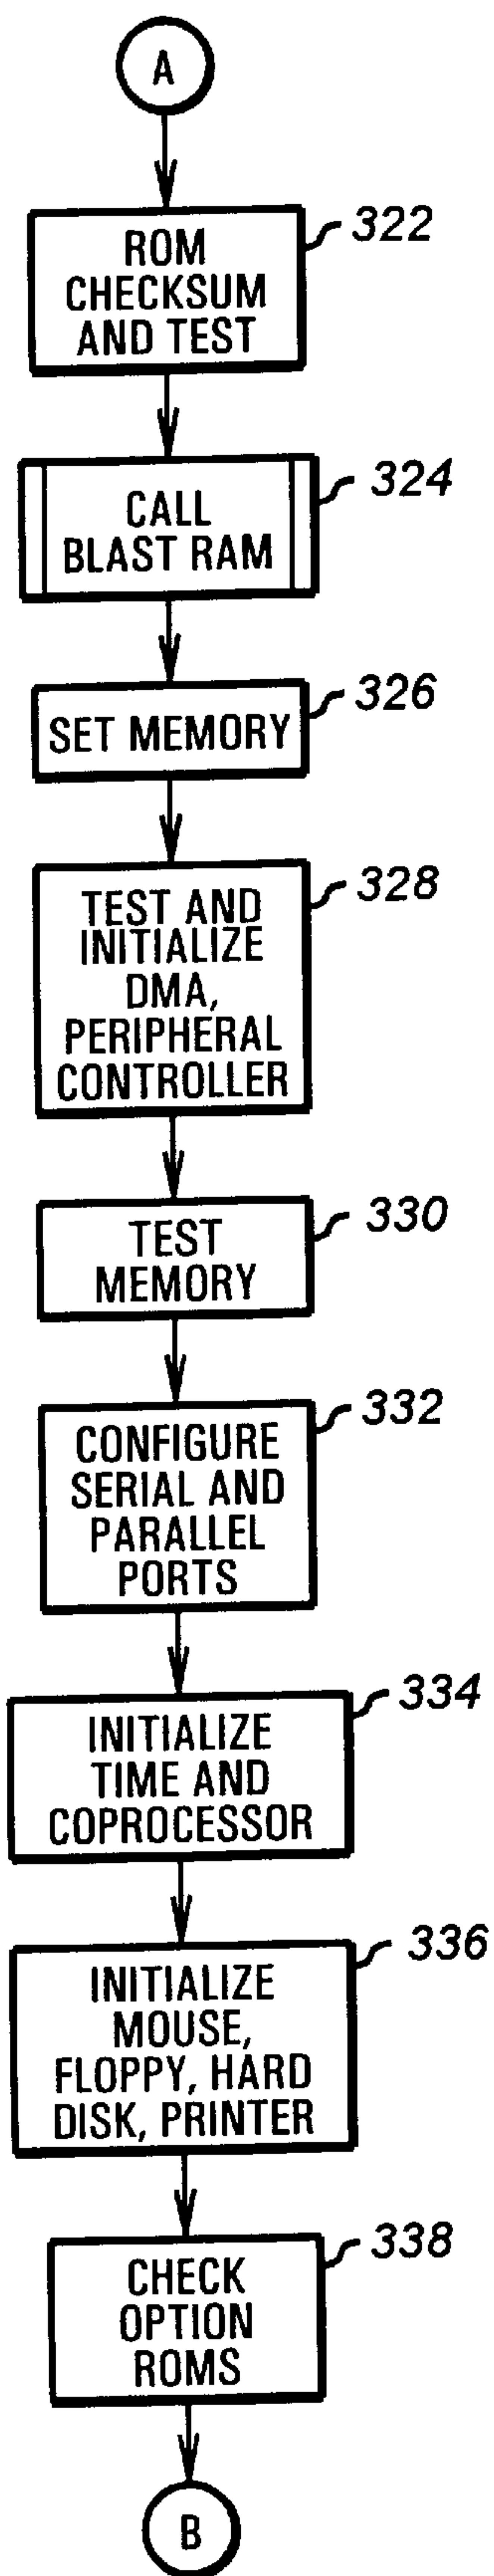 A
322
ROM
CHECKSUM
AND TEST
324
CALL
BLAST RAM
326
SET MEMORY
328
TEST AND
INITIALIZE
DMA,
PERIPHERAL
CONTROLLER
330
TEST
MEMORY
332
CONFIGURE
SERIAL AND
PARALLEL
PORTS
334
INITIALIZE
TIME AND
COPROCESSOR
336
INITIALIZE
MOUSE,
FLOPPY, HARD
DISK, PRINTER
338
CHECK
OPTION
ROMS
B